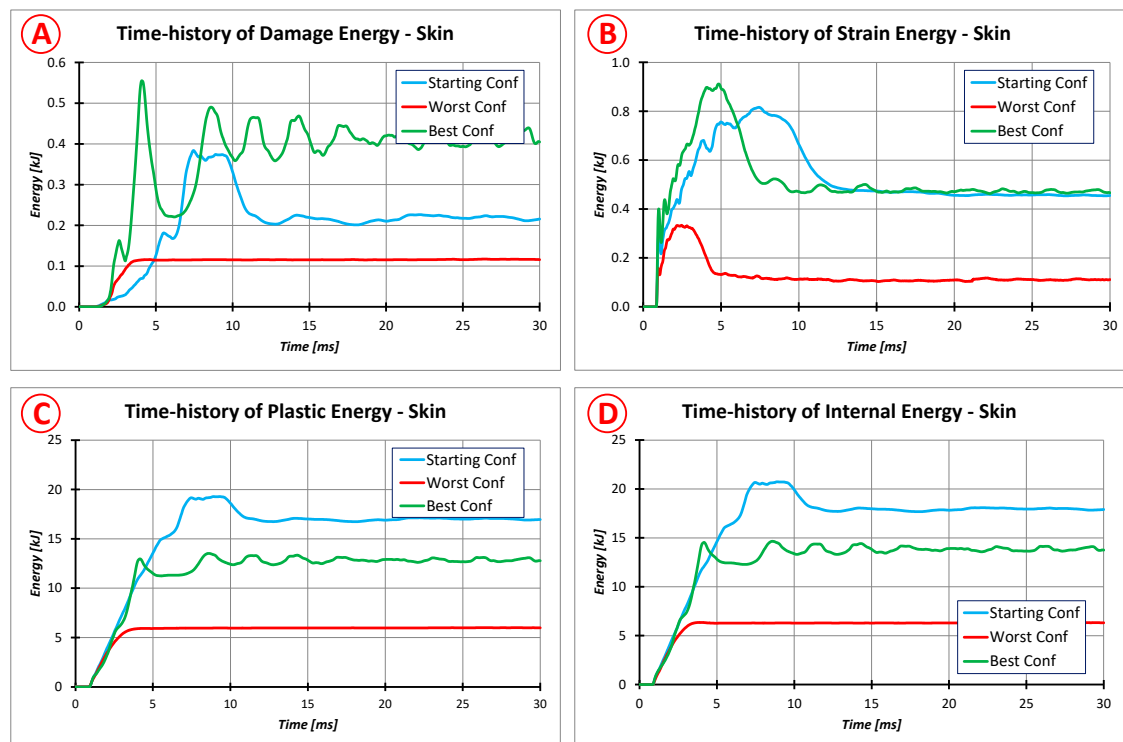 A
Time-history of Damage Energy - Skin
Energy [kJ]
0.6
0.5
0.4
0.3
0.2
0.1
0.0
Starting Conf
Worst Conf
Best Conf
0 5 10 15 20 25 30
Time [ms]
B
Time-history of Strain Energy - Skin
Energy [kJ]
1.0
0.8
0.6
0.4
0.2
0.0
Starting Conf
Worst Conf
Best Conf
0 5 10 15 20 25 30
Time [ms]
C
Time-history of Plastic Energy - Skin
Energy [kJ]
25
20
15
10
5
0
Starting Conf
Worst Conf
Best Conf
0 5 10 15 20 25 30
Time [ms]
D
Time-history of Internal Energy - Skin
Energy [kJ]
25
20
15
10
5
0
Starting Conf
Worst Conf
Best Conf
0 5 10 15 20 25 30
Time [ms]